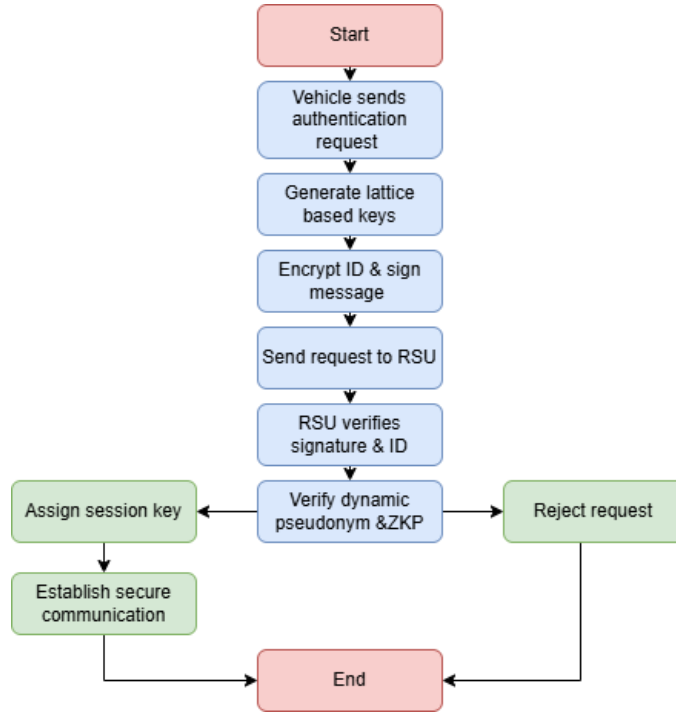 Start
Vehicle sends
authentication
request
Generate lattice
based keys
Encrypt ID & sign
message
Send request to RSU
RSU verifies
signature & ID
Assign session key
Verify dynamic
pseudonym &ZKP
Reject request
Establish secure
communication
End